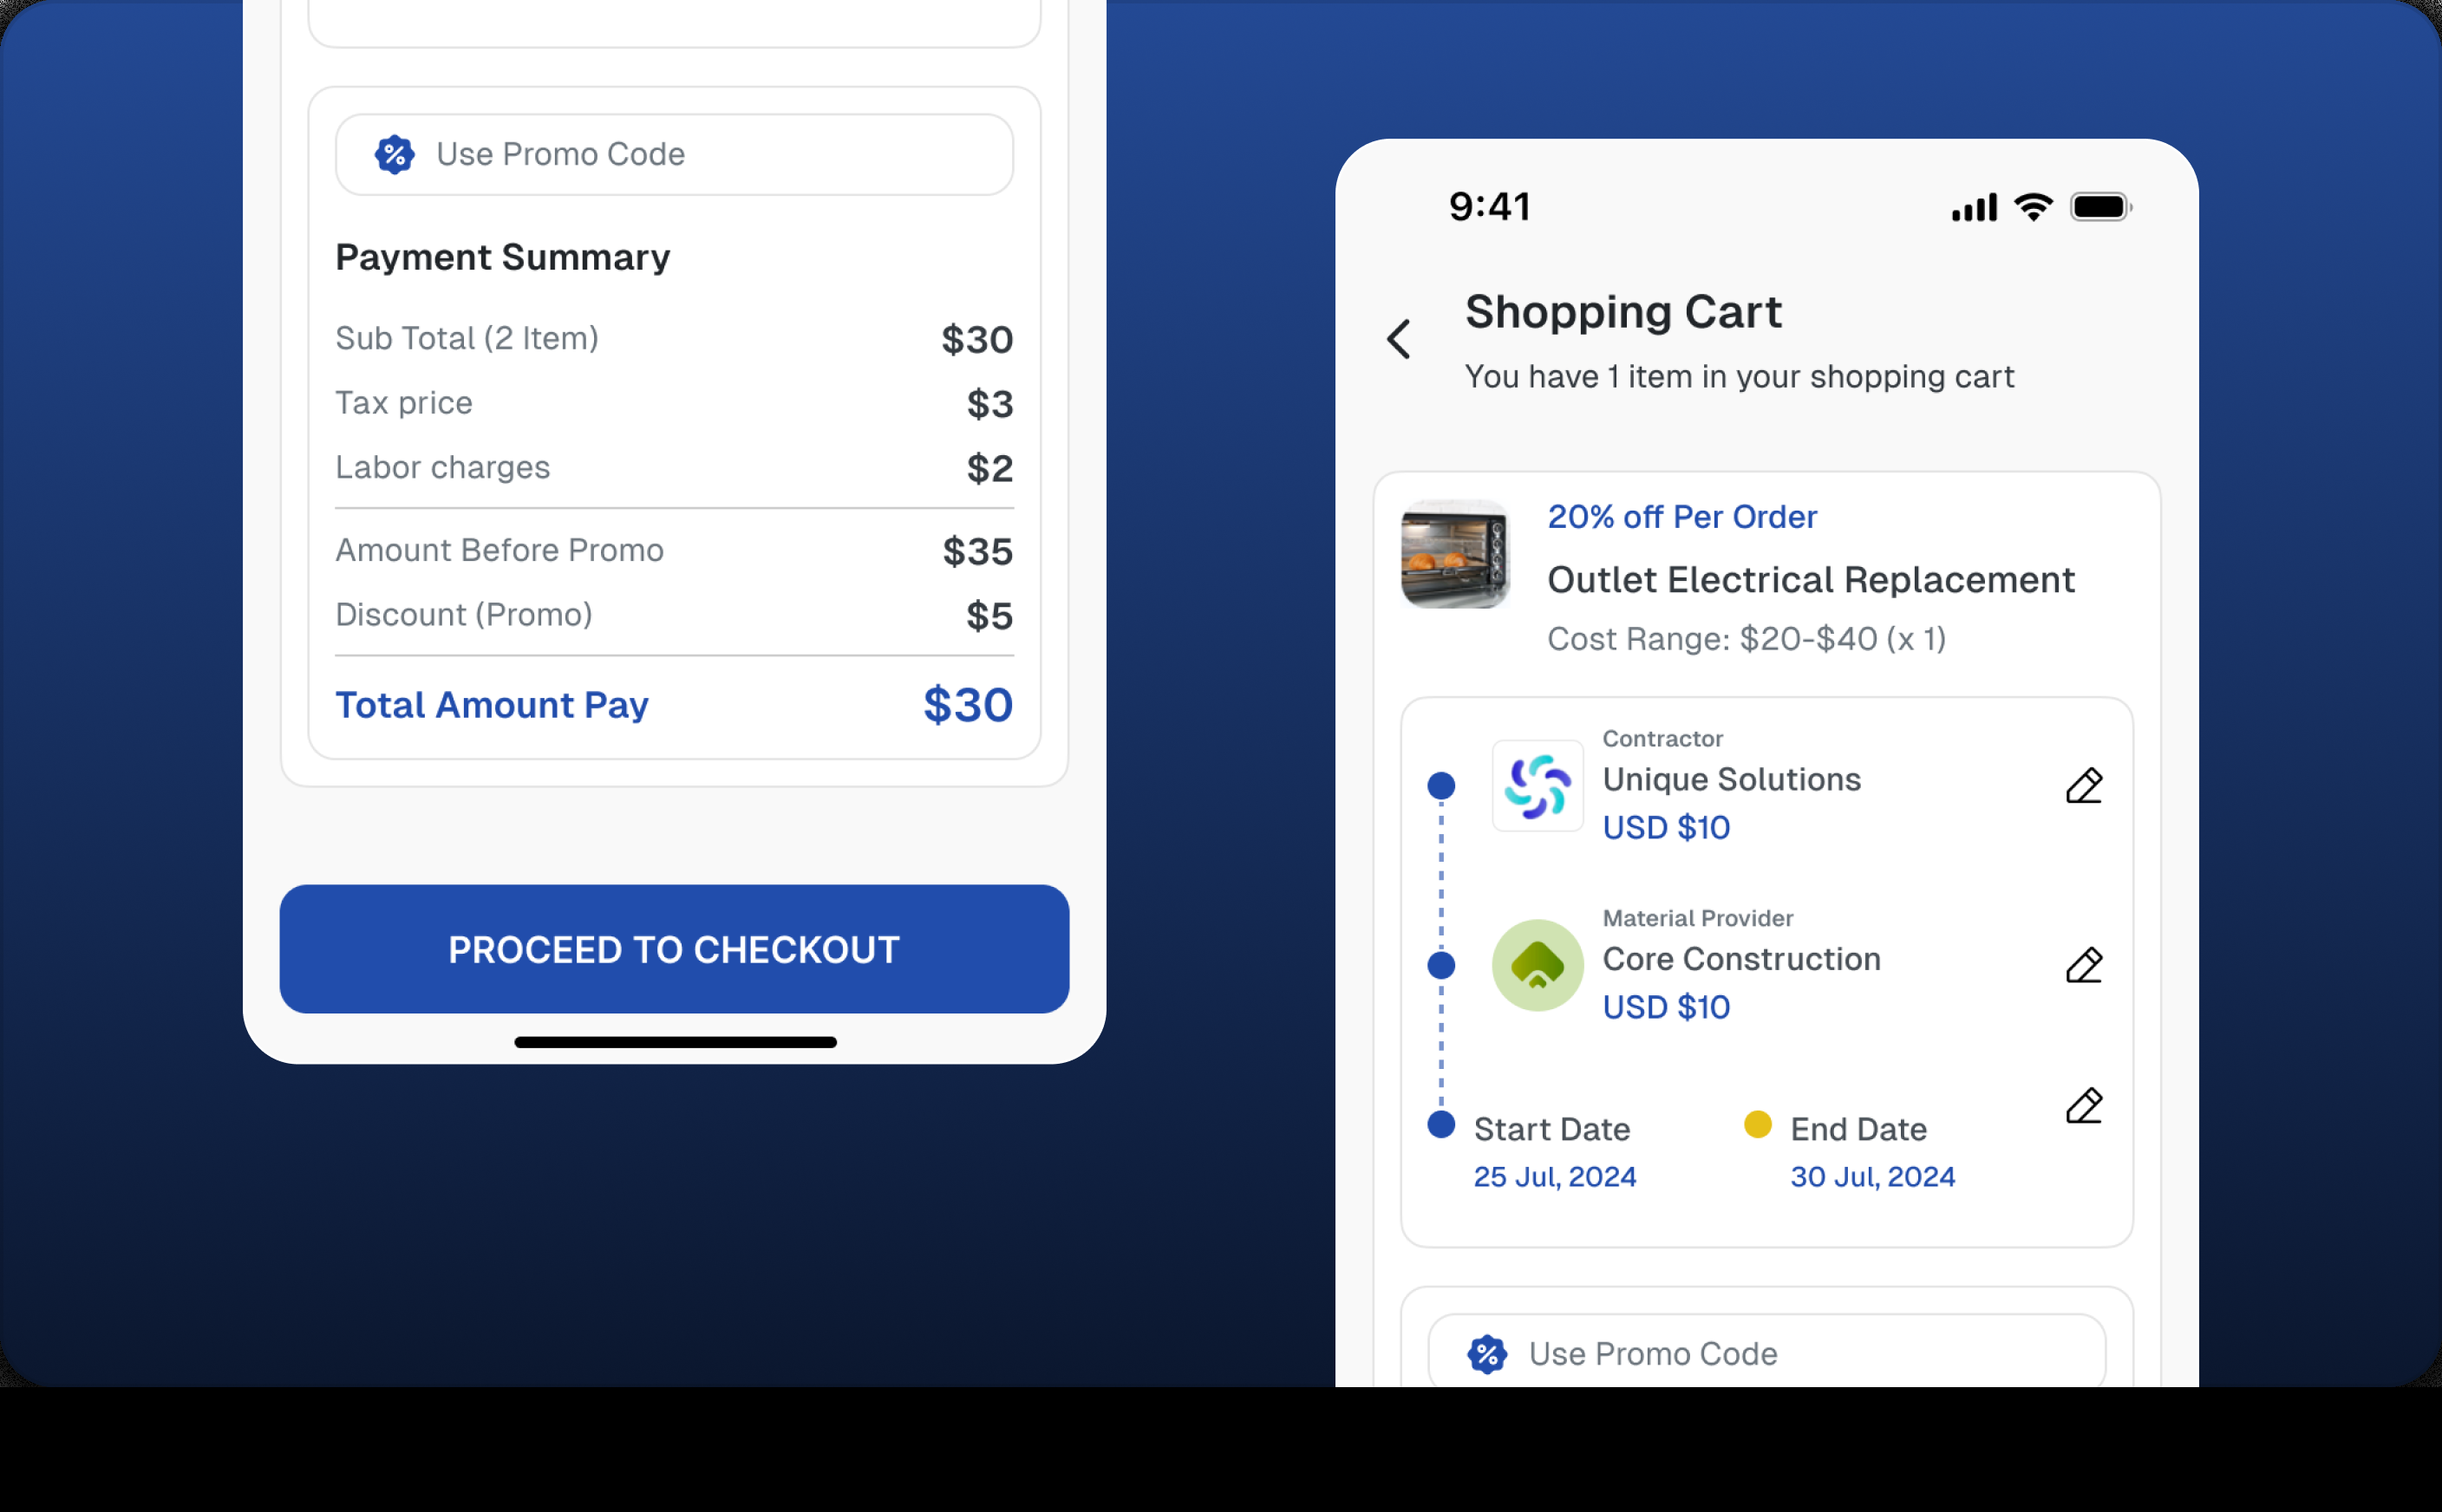 Use Promo Code
Payment Summary
Sub Total (2 Item) $30
Tax price $3
Labor charges $2
Amount Before Promo $35
Discount (Promo) $5
Total Amount Pay $30
PROCEED TO CHECKOUT
9:41
Shopping Cart
You have 1 item in your shopping cart
20% off Per Order
Outlet Electrical Replacement
Cost Range: $20-$40 (x 1)
Contractor
Unique Solutions
USD $10
Material Provider
Core Construction
USD $10
Start Date End Date
25 Jul, 2024 30 Jul, 2024
Use Promo Code